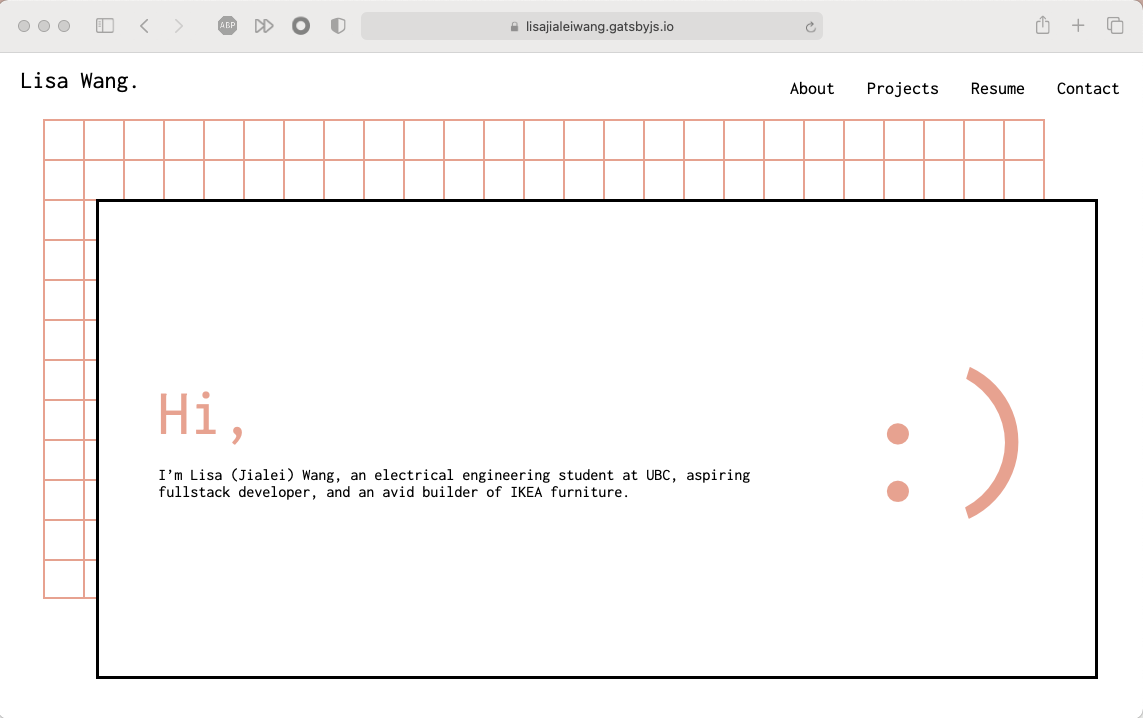 ABP
lisajialeiwang.gatsbyjs.io
Lisa Wang.
About Projects Resume Contact
Hi, :)
I'm Lisa (Jialei) Wang, an electrical engineering student at UBC, aspiring
fullstack developer, and an avid builder of IKEA furniture.